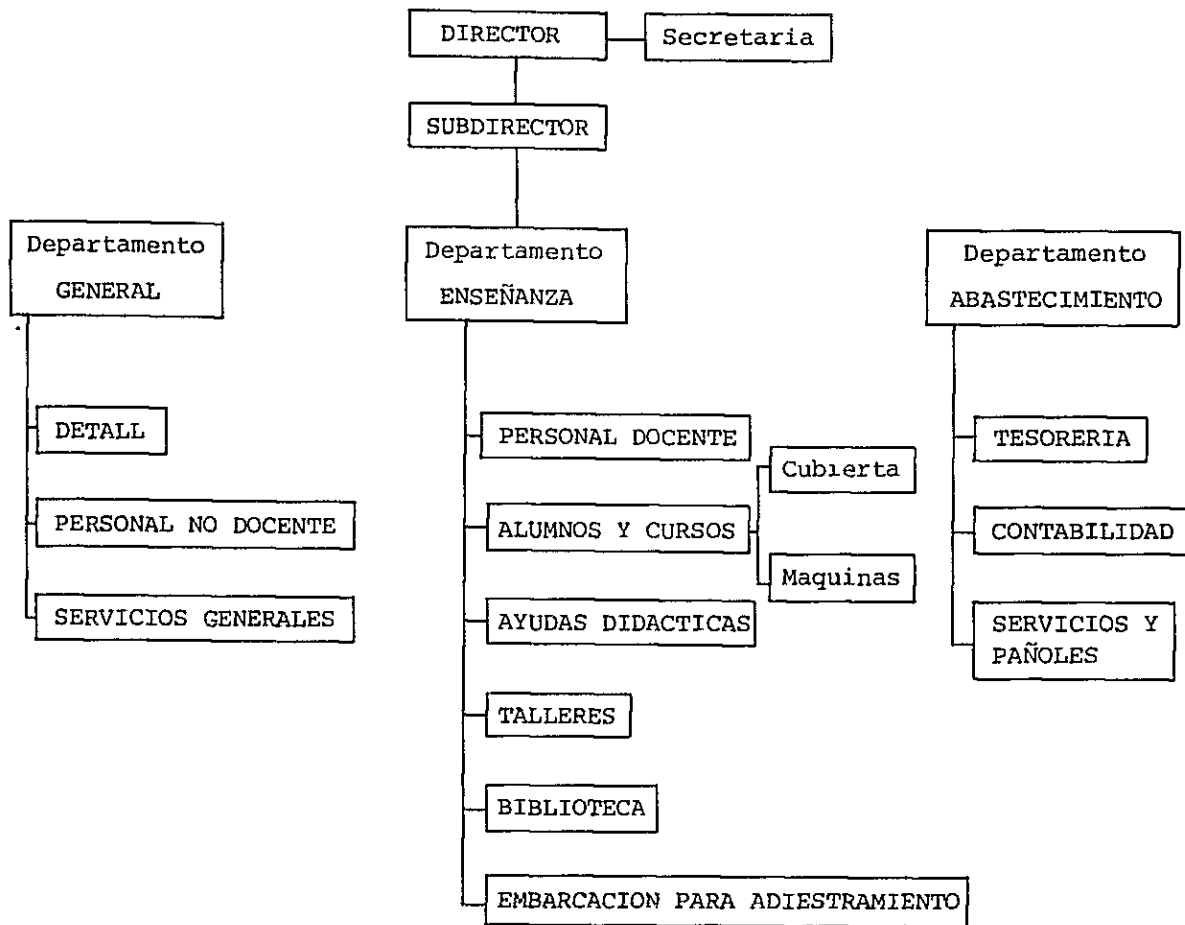 DIRECTOR
Secretaria
SUBDIRECTOR
Departamento
GENERAL
Departamento
ENSEÑANZA
Departamento
ABASTECIMIENTO
DETALL
PERSONAL NO DOCENTE
SERVICIOS GENERALES
PERSONAL DOCENTE
ALUMNOS Y CURSOS
Cubierta
Maquinas
AYUDAS DIDACTICAS
TALLERES
BIBLIOTECA
EMBARCACION PARA ADIESTRAMIENTO
TESORERIA
CONTABILIDAD
SERVICIOS Y
PAÑOLES